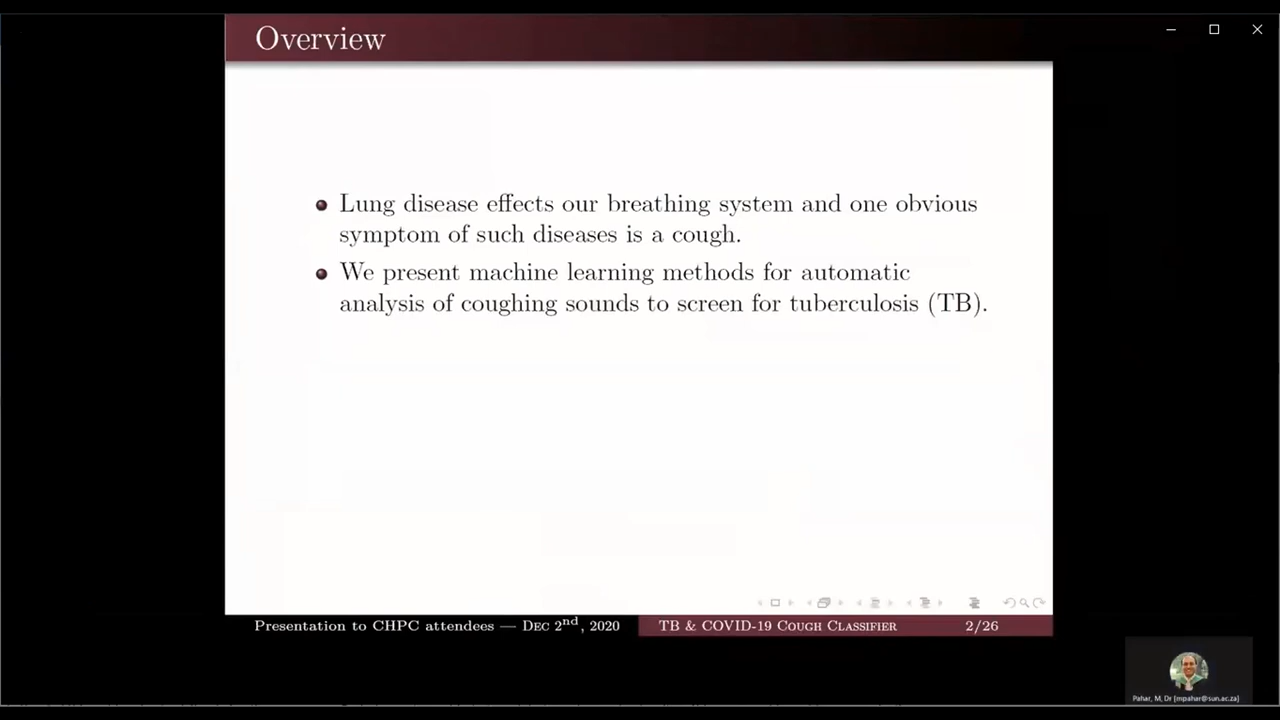 Overview
Lung disease effects our breathing system and one obvious
symptom of such diseases is a cough.
We present machine learning methods for automatic
analysis of coughing sounds to screen for tuberculosis (TB).
Presentation to CHPC attendees — Dec 2nd, 2020
TB & COVID-19 Cough Classifier
2/26
Pahar, M, Dr [mpahar@sun.ac.za]